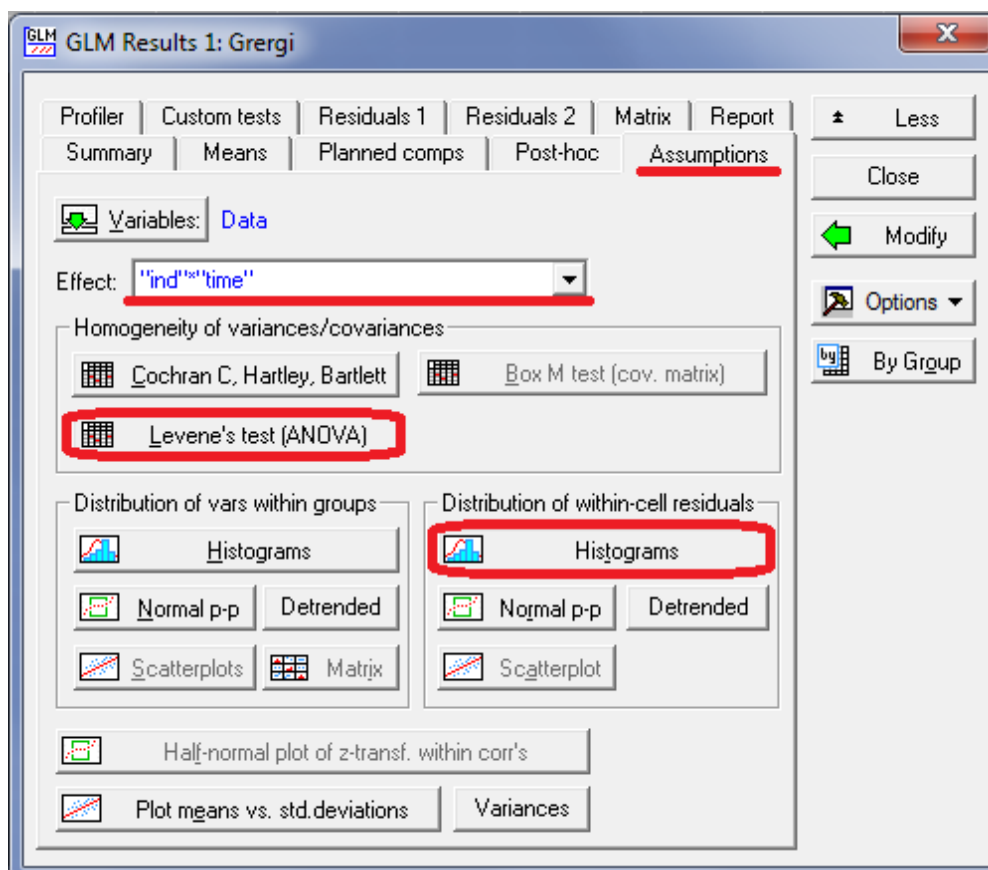 GLM GLM Results 1: Grergi X
Profiler Custom tests Residuals 1 Residuals 2 Matrix Report Less
Summary Means Planned comps Post-hoc Assumptions
Close
Variables: Data
Modify
Effect: "ind"*"time"
Options
Homogeneity of variances/covariances
Cochran C, Hartley, Bartlett Box M test (cov. matrix)
by By Group
Levene's test (ANOVA)
Distribution of vars within groups Distribution of within-cell residuals
Histograms Histograms
Normal p-p Detrended Normal p-p Detrended
Scatterplots Matrix Scatterplot
Half-normal plot of z-transf. within corr's
Plot means vs. std.deviations Variances